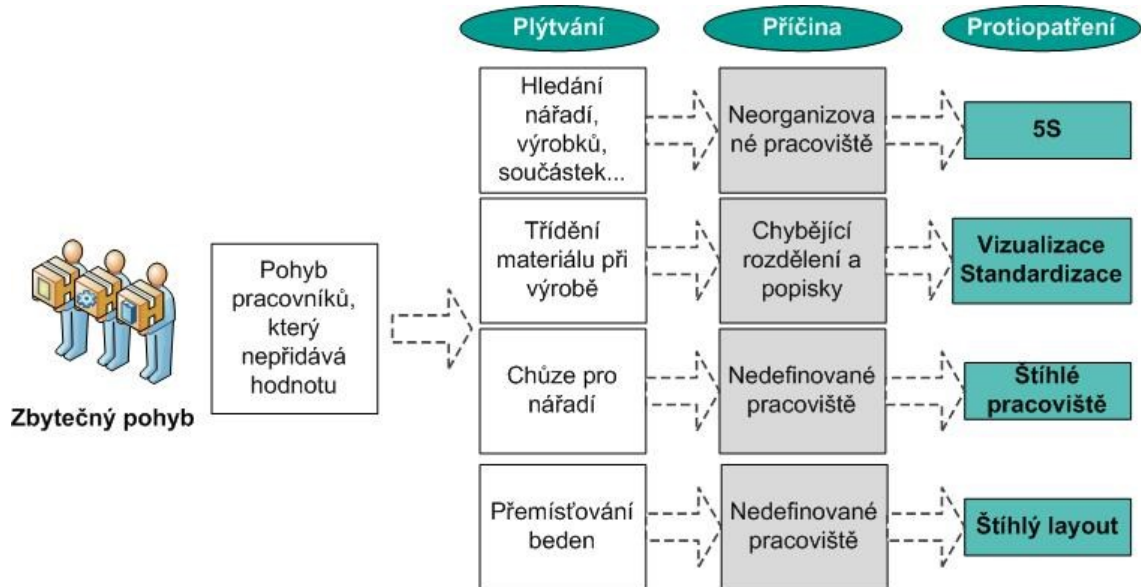 Plýtvání
Příčina
Protiopatření
Hledání
nářadí,
výrobků,
součástek...
Neorganizova
né pracoviště
5S
Třídění
materiálu při
výrobě
Chybějící
rozdělení a
popisky
Vizualizace
Standardizace
Pohyb
pracovníků,
který
nepřidává
hodnotu
Zbytečný pohyb
Chůze pro
nářadí
Nedefinované
pracoviště
Štíhlé
pracoviště
Přemísťování
beden
Nedefinované
pracoviště
Štíhlý layout